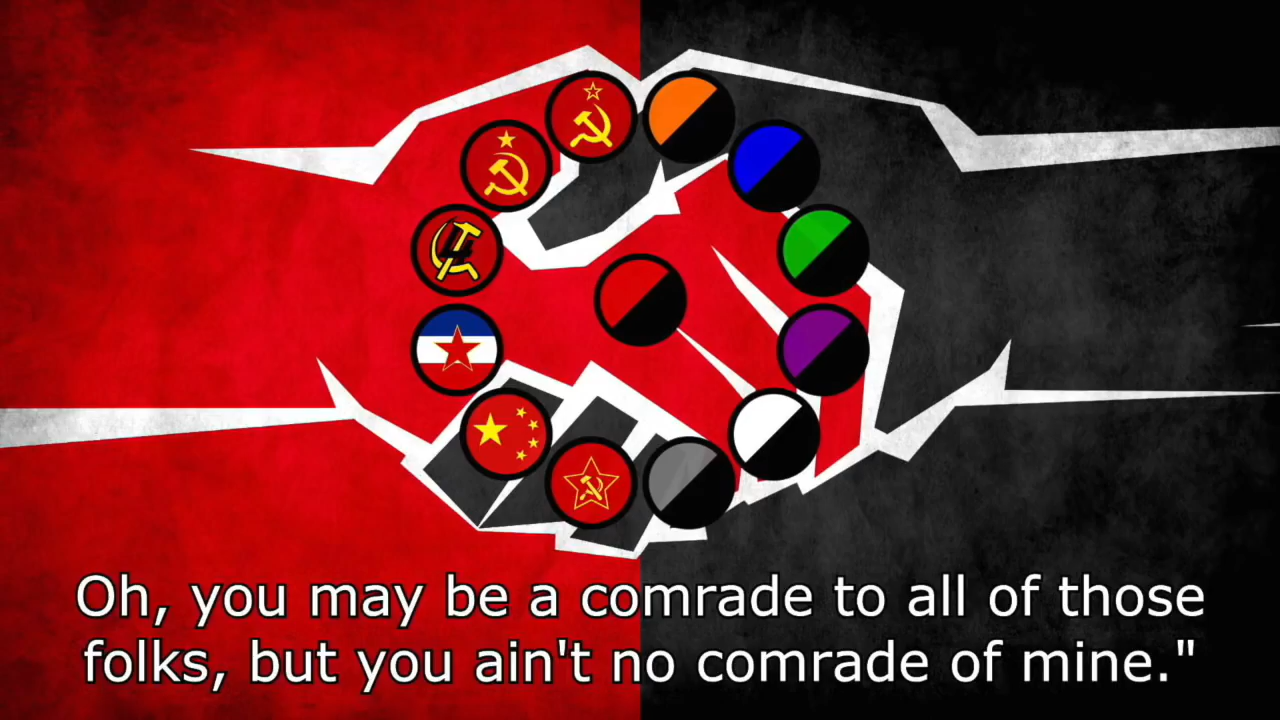 Oh, you may be a comrade to all of those
folks, but you ain't no comrade of mine."